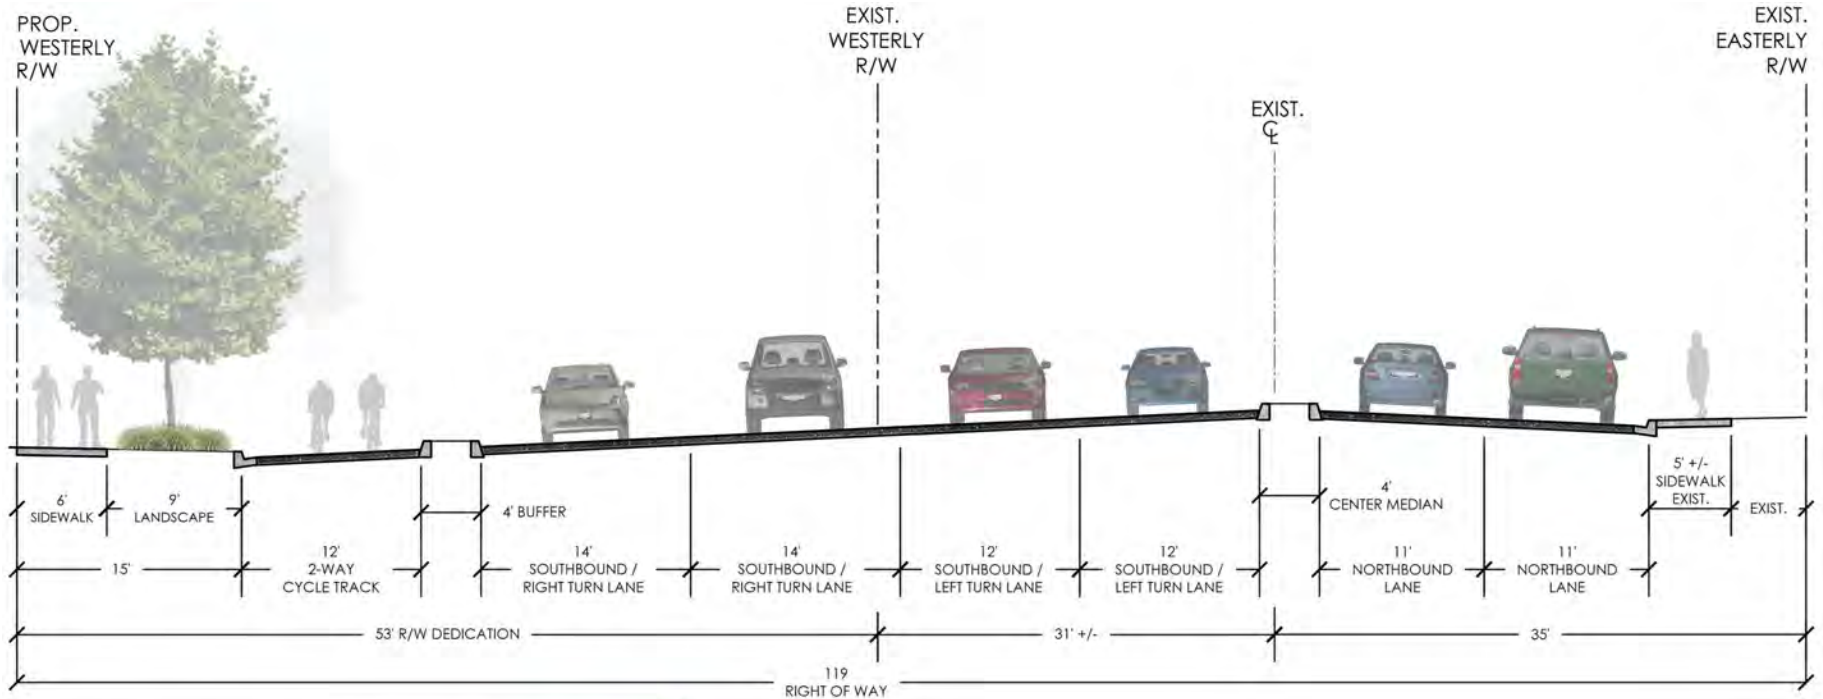 PROP.
WESTERLY
R/W
EXIST.
WESTERLY
R/W
EXIST.
EASTERLY
R/W
EXIST.
℄
6'
SIDEWALK
9'
LANDSCAPE
4' BUFFER
4'
CENTER MEDIAN
5' +/-
SIDEWALK
EXIST.
EXIST.
15'
12'
2-WAY
CYCLE TRACK
14'
SOUTHBOUND /
RIGHT TURN LANE
14'
SOUTHBOUND /
RIGHT TURN LANE
12'
SOUTHBOUND /
LEFT TURN LANE
12'
SOUTHBOUND /
LEFT TURN LANE
11'
NORTHBOUND
LANE
11'
NORTHBOUND
LANE
53' R/W DEDICATION
31' +/-
35'
119
RIGHT OF WAY